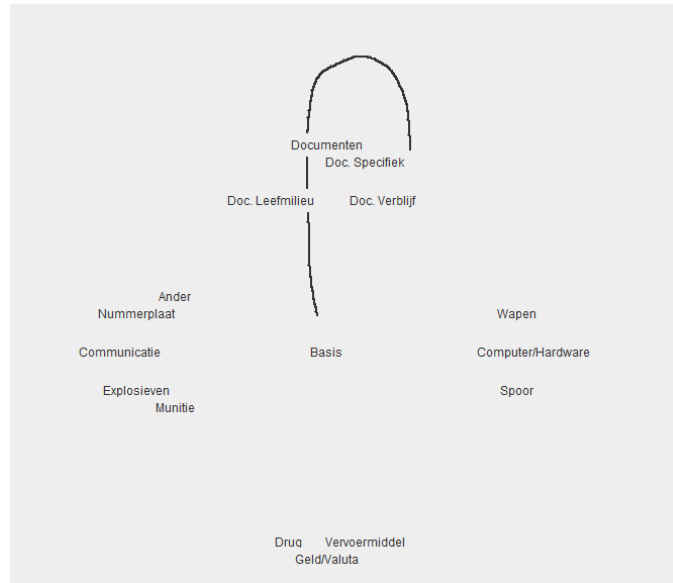 Documenten
Doc. Specifiek
Doc. Leefmilieu
Doc. Verblijf
Ander
Nummerplaat
Wapen
Communicatie
Basis
Computer/Hardware
Explosieven
Spoor
Munitie
Drug
Vervoermiddel
Geld/Valuta